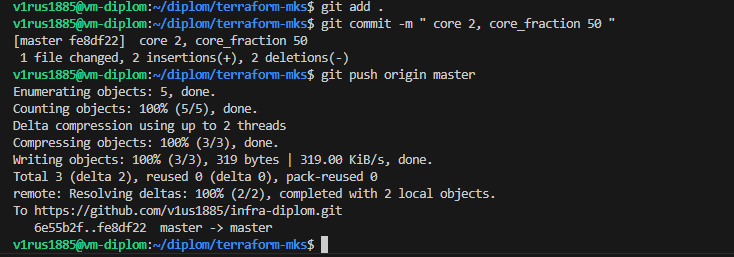 v1rus1885@vm-diplom:~/diplom/terraform-mks$ git add .
v1rus1885@vm-diplom:~/diplom/terraform-mks$ git commit -m " core 2, core_fraction 50 "
[master fe8df22]  core 2, core_fraction 50
 1 file changed, 2 insertions(+), 2 deletions(-)
v1rus1885@vm-diplom:~/diplom/terraform-mks$ git push origin master
Enumerating objects: 5, done.
Counting objects: 100% (5/5), done.
Delta compression using up to 2 threads
Compressing objects: 100% (3/3), done.
Writing objects: 100% (3/3), 319 bytes | 319.00 KiB/s, done.
Total 3 (delta 2), reused 0 (delta 0), pack-reused 0
remote: Resolving deltas: 100% (2/2), completed with 2 local objects.
To https://github.com/v1us1885/infra-diplom.git
   6e55b2f..fe8df22  master -> master
v1rus1885@vm-diplom:~/diplom/terraform-mks$